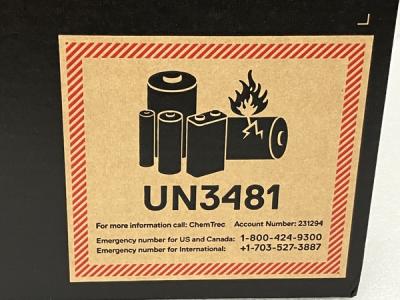 UN3481
For more information call: ChemTrec Account Number: 231294
Emergency number for US and Canada: 1-800-424-9300
Emergency number for International: +1-703-527-3887